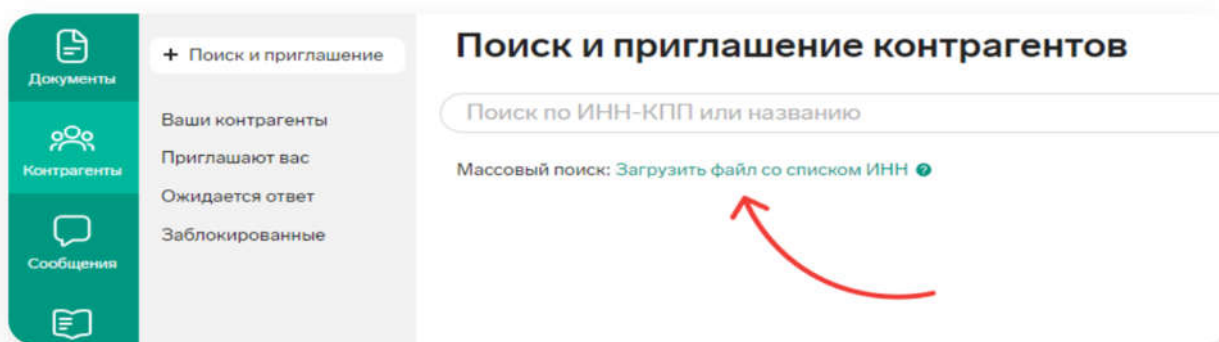 Документы
Контрагенты
Сообщения
+ Поиск и приглашение
Ваши контрагенты
Приглашают вас
Ожидается ответ
Заблокированные
Поиск и приглашение контрагентов
Поиск по ИНН-КПП или названию
Массовый поиск: Загрузить файл со списком ИНН ?